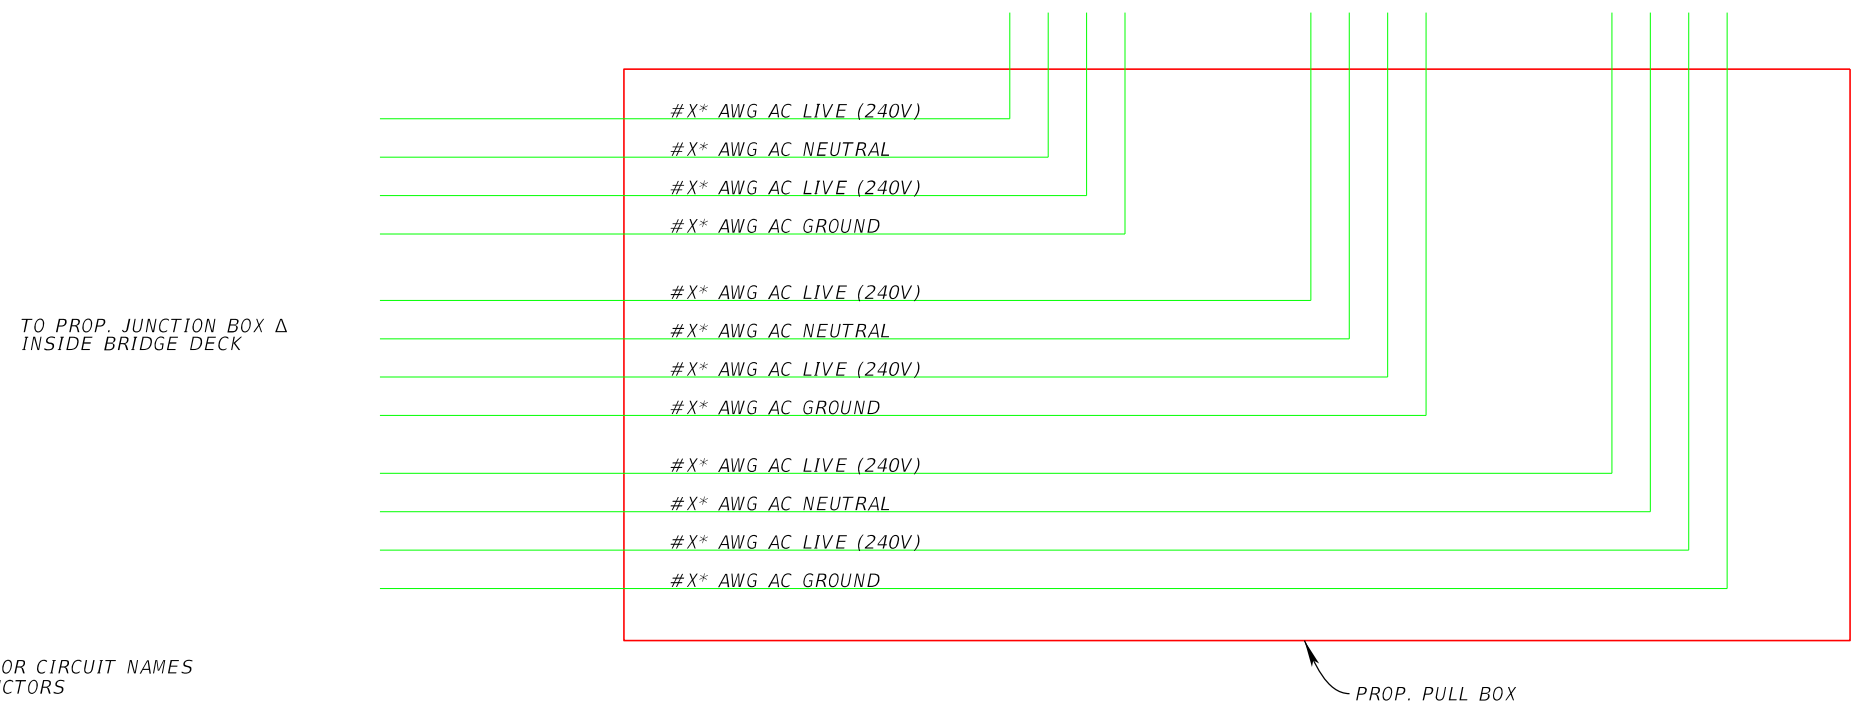 #X* AWG AC LIVE (240V)
#X* AWG AC NEUTRAL
#X* AWG AC LIVE (240V)
#X* AWG AC GROUND
#X* AWG AC LIVE (240V)
#X* AWG AC NEUTRAL
#X* AWG AC LIVE (240V)
#X* AWG AC GROUND
#X* AWG AC LIVE (240V)
#X* AWG AC NEUTRAL
#X* AWG AC LIVE (240V)
#X* AWG AC GROUND
TO PROP. JUNCTION BOX Δ
INSIDE BRIDGE DECK
OR CIRCUIT NAMES
CTORS
PROP. PULL BOX